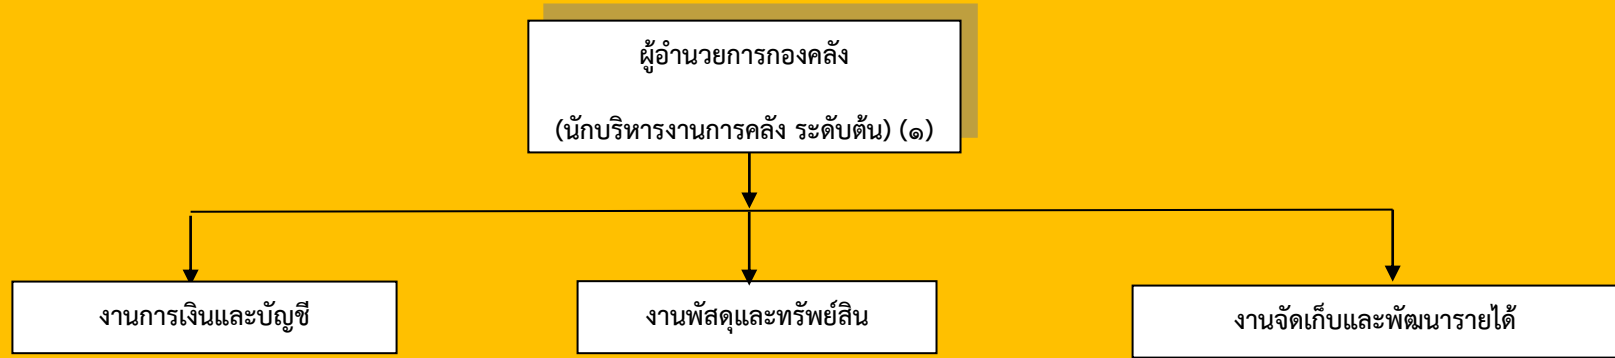 ผู้อำนวยการกองคลัง
(นักบริหารงานการคลัง ระดับต้น) (๑)
งานการเงินและบัญชี
งานพัสดุและทรัพย์สิน
งานจัดเก็บและพัฒนารายได้